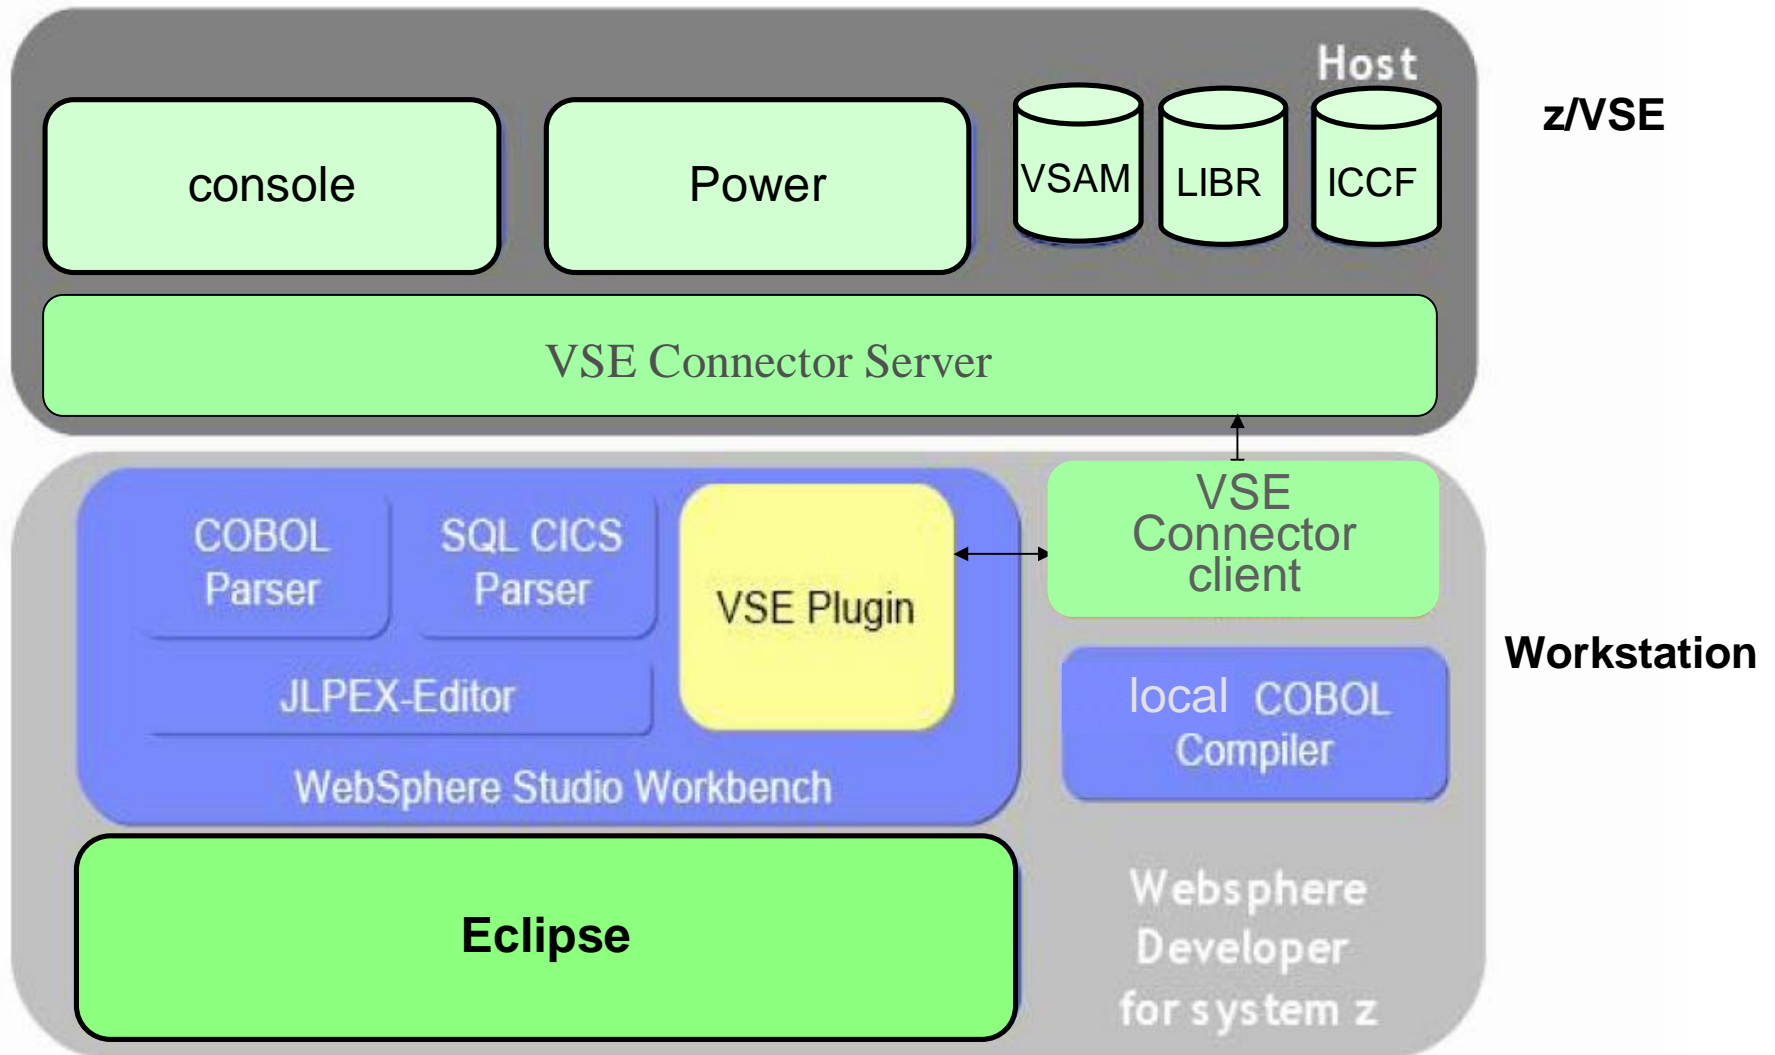 Host
z/VSE
console
Power
VSAM
LIBR
ICCF
VSE Connector Server
VSE
Connector
client
COBOL
Parser
SQL CICS
Parser
VSE Plugin
JLPEX-Editor
WebSphere Studio Workbench
local COBOL
Compiler
Workstation
Eclipse
Websphere
Developer
for system z